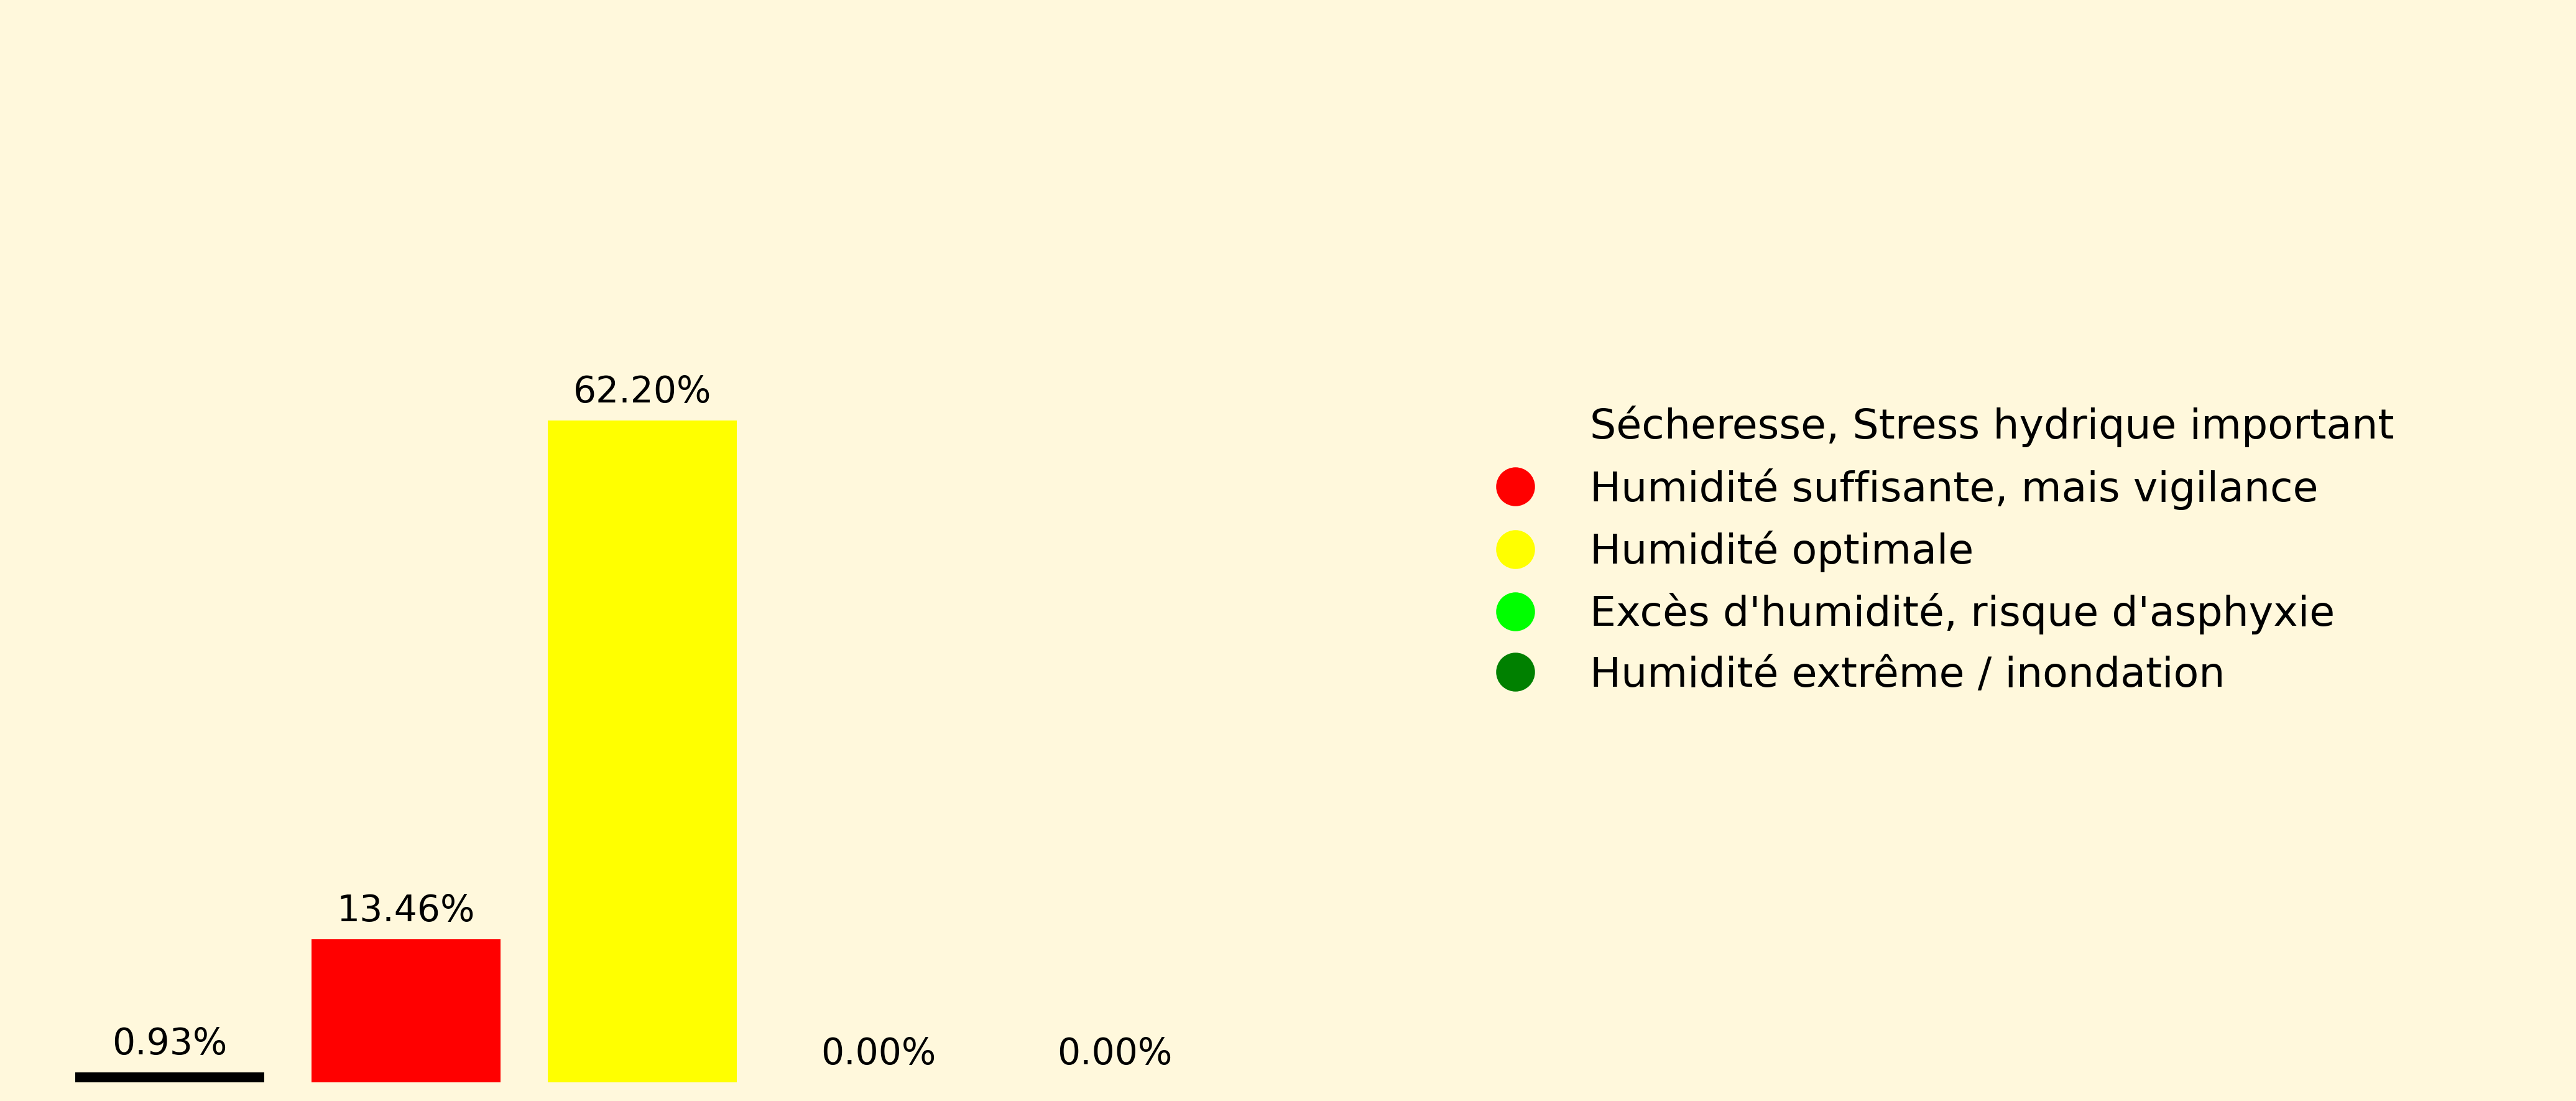 62.20%
13.46%
0.93%
0.00%
0.00%
Sécheresse, Stress hydrique important
Humidité suffisante, mais vigilance
Humidité optimale
Excès d'humidité, risque d'asphyxie
Humidité extrême / inondation